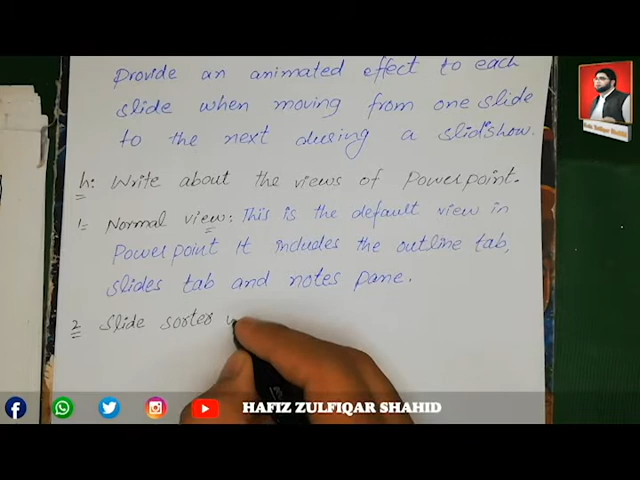 Provide an animated effect to each
slide when moving from one slide
to the next during a slideshow.
h: Write about the views of Powerpoint.
1= Normal view: This is the default view in
Powerpoint It includes the outline tab,
slides tab and notes pane.
2 Slide sorter
HAFIZ ZULFIQAR SHAHID